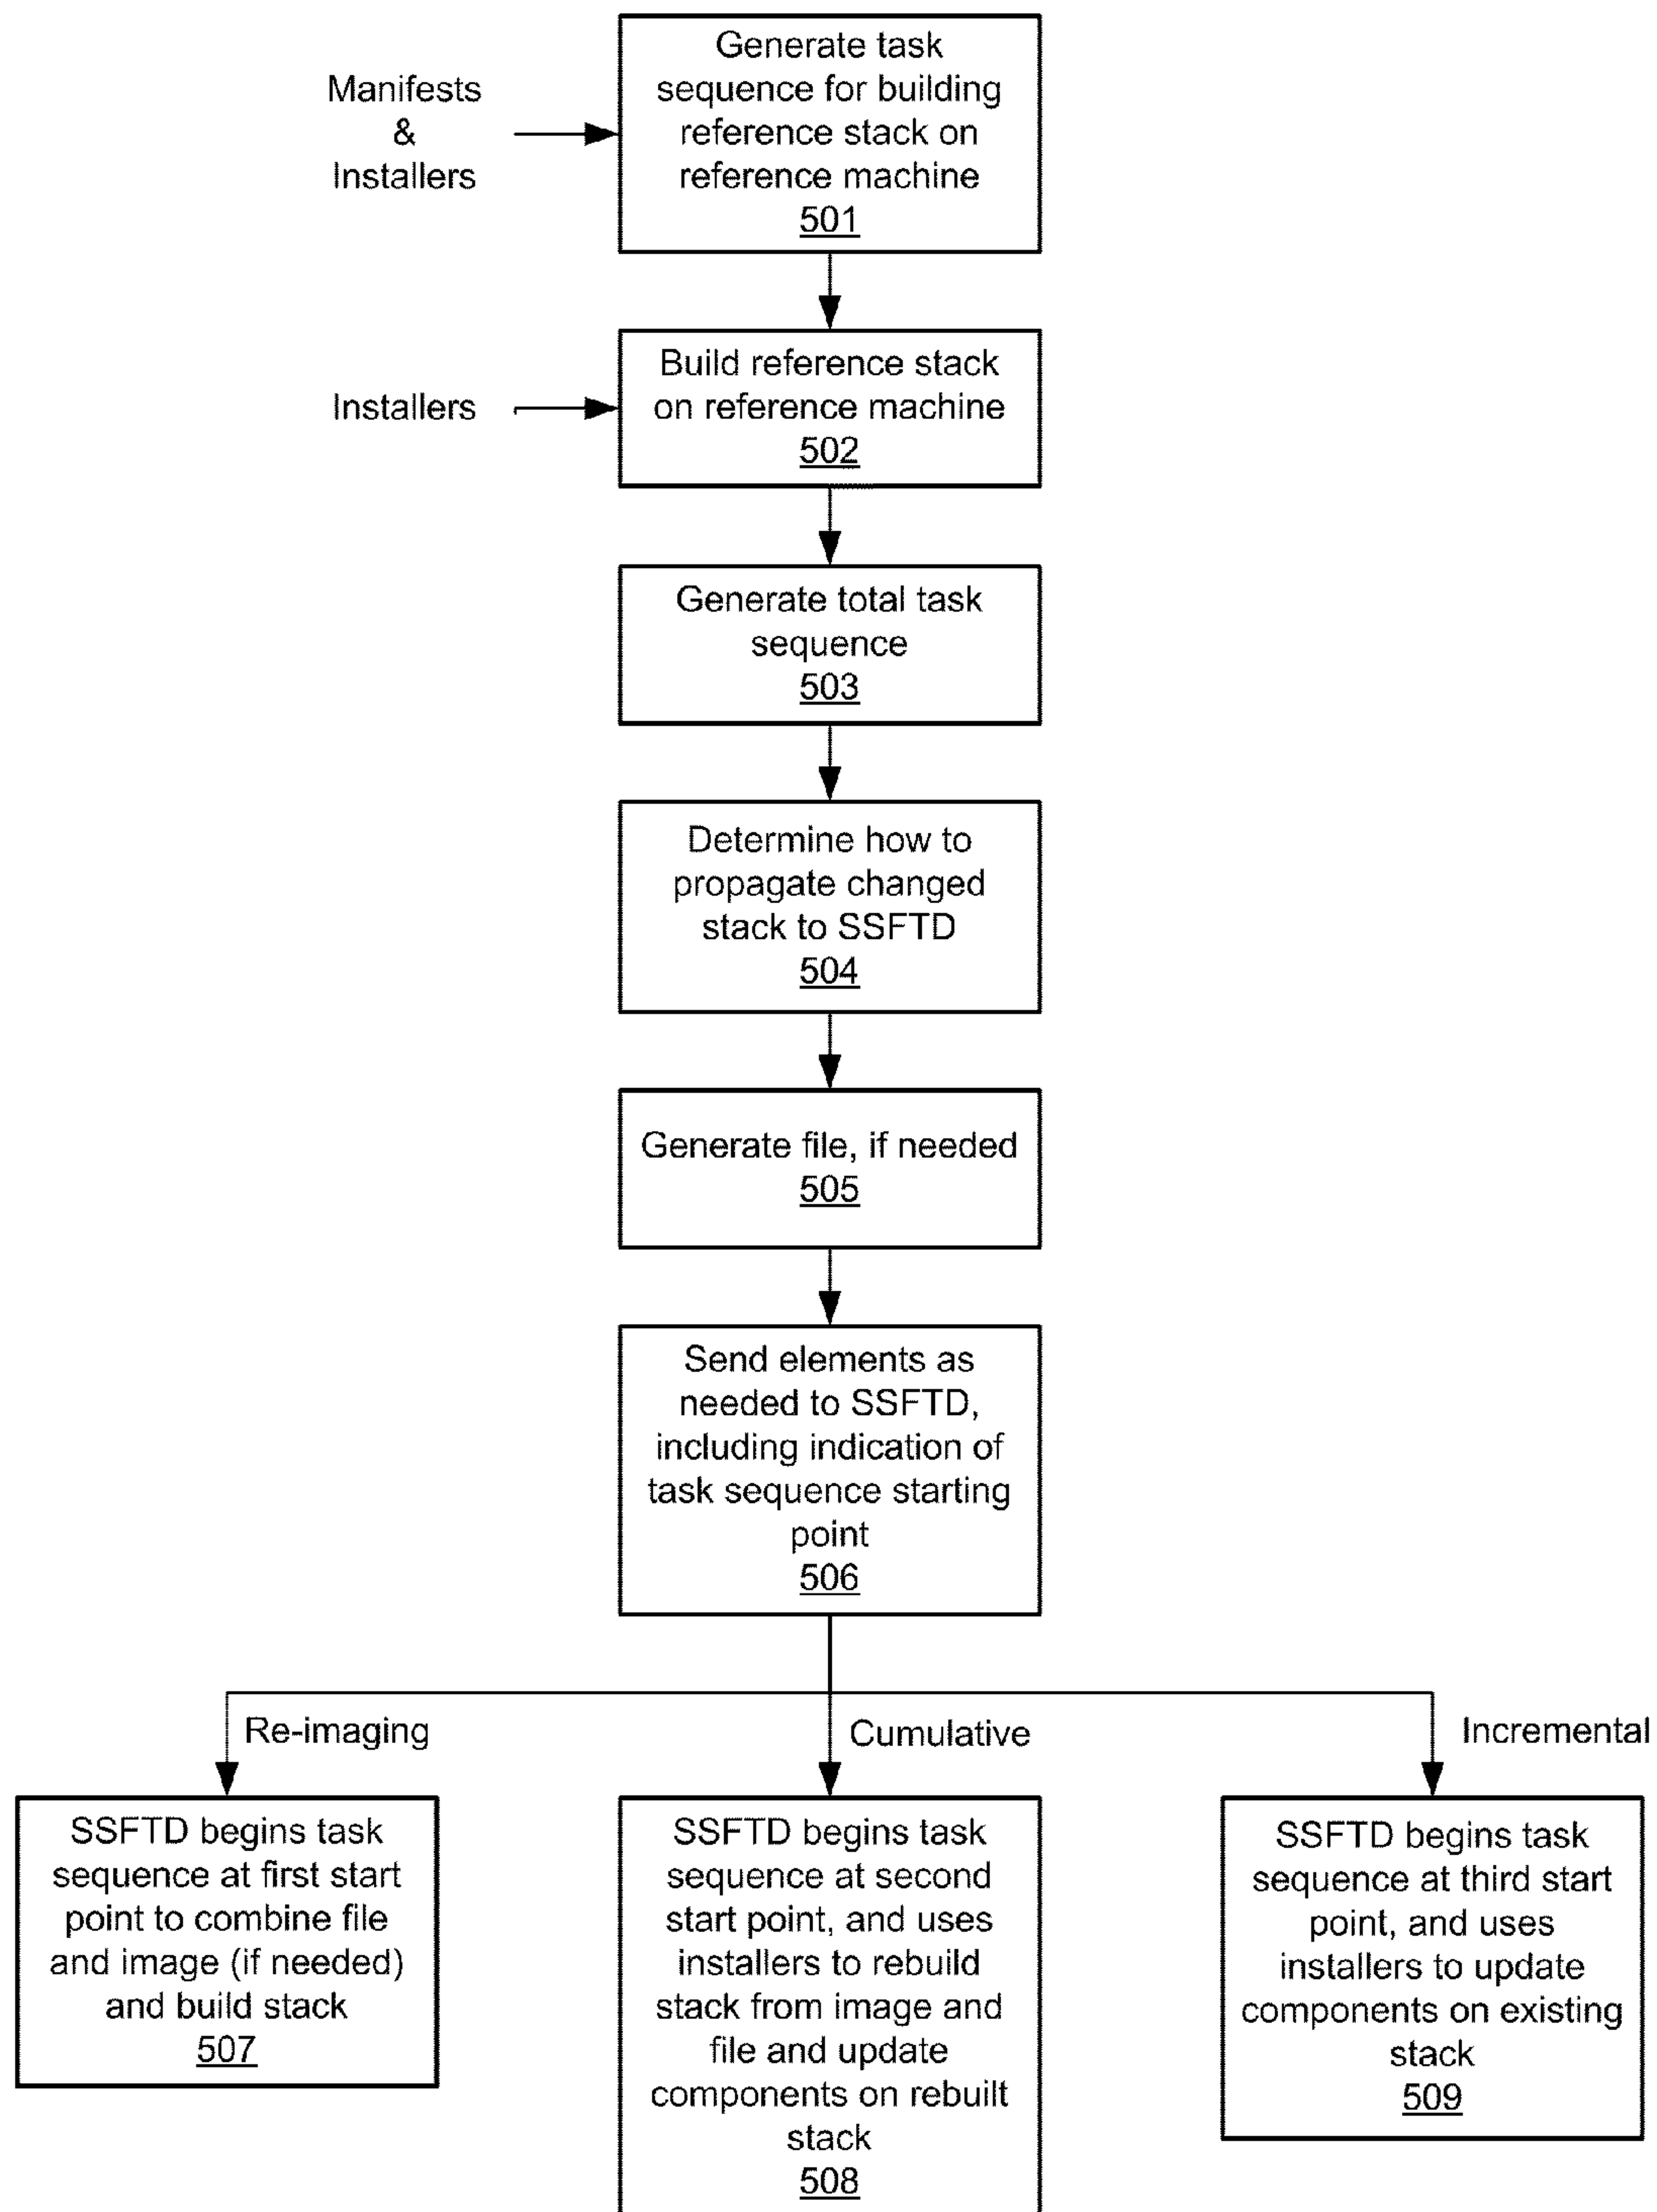 Manifests
&
Installers
Generate task
sequence for building
reference stack on
reference machine
501
Installers
Build reference stack
on reference machine
502
Generate total task
sequence
503
Determine how to
propagate changed
stack to SSFTD
504
Generate file, if needed
505
Send elements as
needed to SSFTD,
including indication of
task sequence starting
point
506
Re-imaging
Cumulative
Incremental
SSFTD begins task
sequence at first start
point to combine file
and image (if needed)
and build stack
507
SSFTD begins task
sequence at second
start point, and uses
installers to rebuild
stack from image and
file and update
components on rebuilt
stack
508
SSFTD begins task
sequence at third start
point, and uses
installers to update
components on existing
stack
509